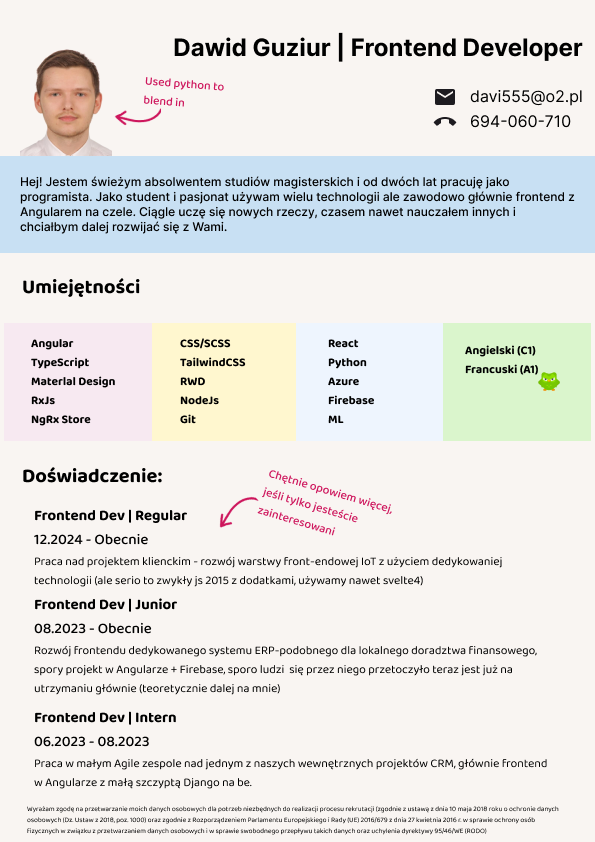 Dawid Guziur | Frontend Developer
Used python to
blend in
davi555@o2.pl
694-060-710
Hej! Jestem świeżym absolwentem studiów magisterskich i od dwóch lat pracuję jako
programista. Jako student i pasjonat używam wielu technologii ale zawodowo głównie frontend z
Angularem na czele. Ciągle uczę się nowych rzeczy, czasem nawet nauczałem innych i
chciałbym dalej rozwijać się z Wami.
Umiejętności
Angular
TypeScript
Materlal Design
RxJs
NgRx Store
CSS/SCSS
TailwindCSS
RWD
NodeJs
Git
React
Python
Azure
Firebase
ML
Angielski (C1)
Francuski (A1)
Doświadczenie:
Chętnie opowiem więcej,
jeśli tylko jesteście
zainteresowani
Frontend Dev | Regular
12.2024 - Obecnie
Praca nad projektem klienckim - rozwój warstwy front-endowej IoT z użyciem dedykowaniej
technologii (ale serio to zwykły js 2015 z dodatkami, używamy nawet svelte4)
Frontend Dev | Junior
08.2023 - Obecnie
Rozwój frontendu dedykowanego systemu ERP-podobnego dla lokalnego doradztwa finansowego,
spory projekt w Angularze + Firebase, sporo ludzi się przez niego przetoczyło teraz jest już na
utrzymaniu głównie (teoretycznie dalej na mnie)
Frontend Dev | Intern
06.2023 - 08.2023
Praca w małym Agile zespole nad jednym z naszych wewnętrznych projektów CRM, głównie frontend
w Angularze z małą szczyptą Django na be.
Wyrażam zgodę na przetwarzanie moich danych osobowych dla potrzeb niezbędnych do realizacji procesu rekrutacji (zgodnie z ustawą z dnia 10 maja 2018 roku o ochronie danych
osobowych (Dz. Ustaw z 2018, poz. 1000) oraz zgodnie z Rozporządzeniem Parlamentu Europejskiego i Rady (UE) 2016/679 z dnia 27 kwietnia 2016 r. w sprawie ochrony osób
fizycznych w związku z przetwarzaniem danych osobowych i w sprawie swobodnego przepływu takich danych oraz uchylenia dyrektywy 95/46/WE (RODO)